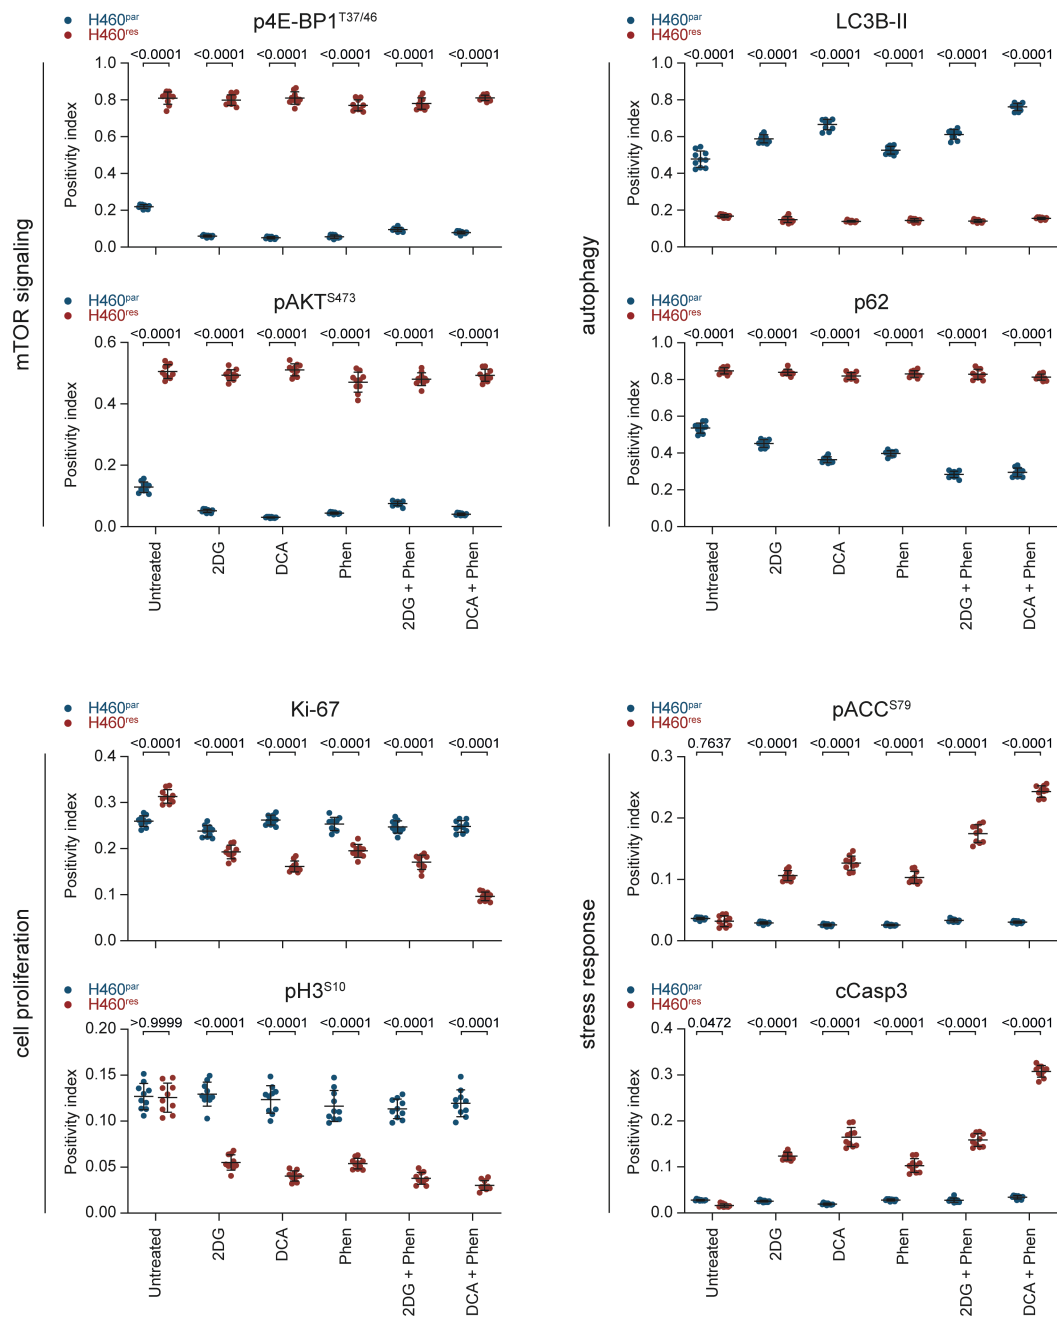 mTOR signaling
H460par
H460res
p4E-BP1T37/46
<0.0001 <0.0001 <0.0001 <0.0001 <0.0001 <0.0001
Positivity index
1.0
0.8
0.6
0.4
0.2
0.0
H460par
H460res
pAKTS473
<0.0001 <0.0001 <0.0001 <0.0001 <0.0001 <0.0001
Positivity index
0.6
0.4
0.2
0.0
Untreated 2DG DCA Phen 2DG + Phen DCA + Phen
autophagy
H460par
H460res
LC3B-II
<0.0001 <0.0001 <0.0001 <0.0001 <0.0001 <0.0001
Positivity index
1.0
0.8
0.6
0.4
0.2
0.0
H460par
H460res
p62
<0.0001 <0.0001 <0.0001 <0.0001 <0.0001 <0.0001
Positivity index
1.0
0.8
0.6
0.4
0.2
0.0
Untreated 2DG DCA Phen 2DG + Phen DCA + Phen
cell proliferation
H460par
H460res
Ki-67
<0.0001 <0.0001 <0.0001 <0.0001 <0.0001 <0.0001
Positivity index
0.4
0.3
0.2
0.1
0.0
H460par
H460res
pH3S10
>0.9999 <0.0001 <0.0001 <0.0001 <0.0001 <0.0001
Positivity index
0.20
0.15
0.10
0.05
0.00
Untreated 2DG DCA Phen 2DG + Phen DCA + Phen
stress response
H460par
H460res
pACCS79
0.7637 <0.0001 <0.0001 <0.0001 <0.0001 <0.0001
Positivity index
0.3
0.2
0.1
0.0
H460par
H460res
cCasp3
0.0472 <0.0001 <0.0001 <0.0001 <0.0001 <0.0001
Positivity index
0.4
0.3
0.2
0.1
0.0
Untreated 2DG DCA Phen 2DG + Phen DCA + Phen